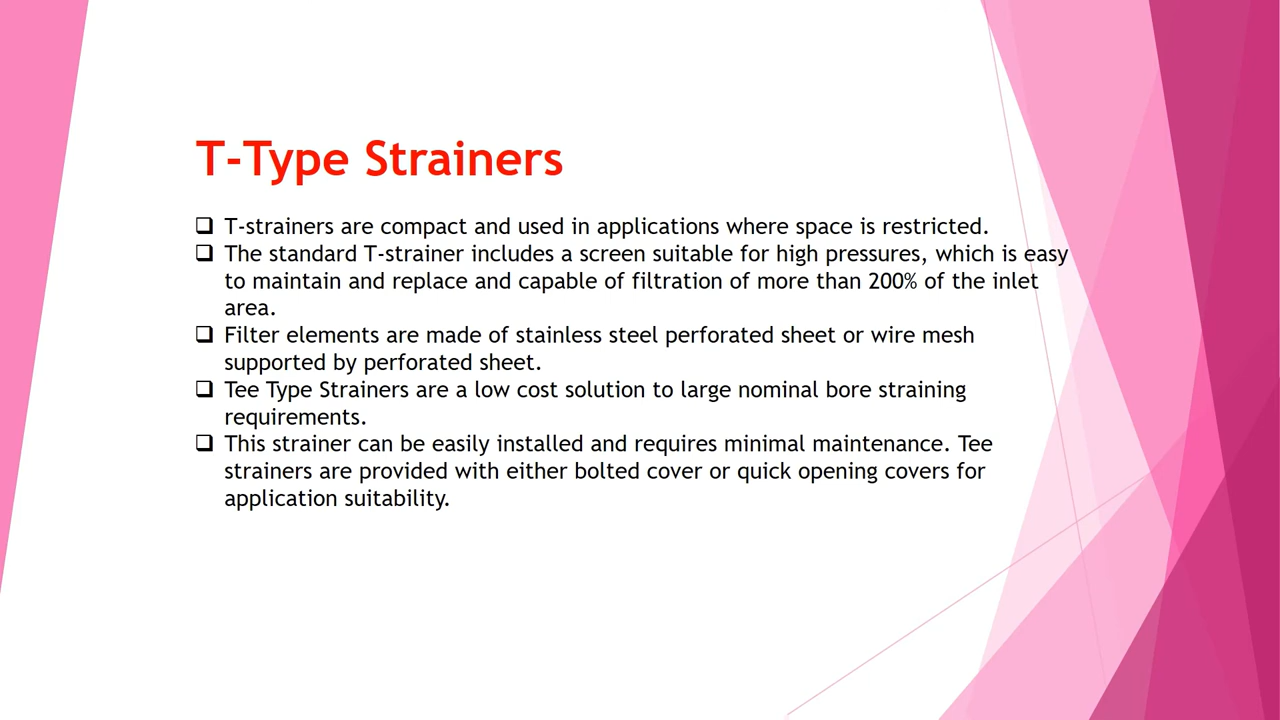 T-Type Strainers
❑ T-strainers are compact and used in applications where space is restricted.
❑ The standard T-strainer includes a screen suitable for high pressures, which is easy
to maintain and replace and capable of filtration of more than 200% of the inlet
area.
❑ Filter elements are made of stainless steel perforated sheet or wire mesh
supported by perforated sheet.
❑ Tee Type Strainers are a low cost solution to large nominal bore straining
requirements.
❑ This strainer can be easily installed and requires minimal maintenance. Tee
strainers are provided with either bolted cover or quick opening covers for
application suitability.